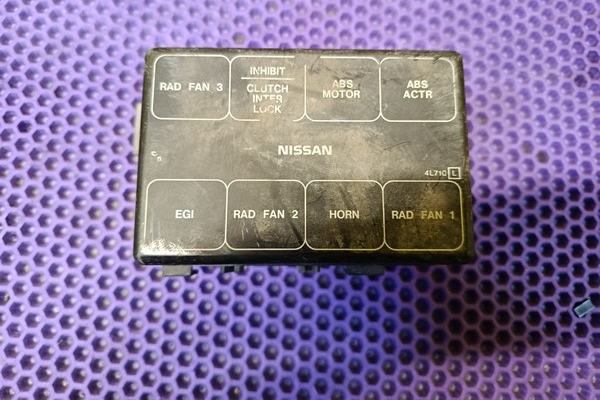 RAD FAN 3
INHIBIT
CLUTCH
INTER
LOCK
ABS
MOTOR
ABS
ACTR
NISSAN
4L710 L
EGI
RAD FAN 2
HORN
RAD FAN 1